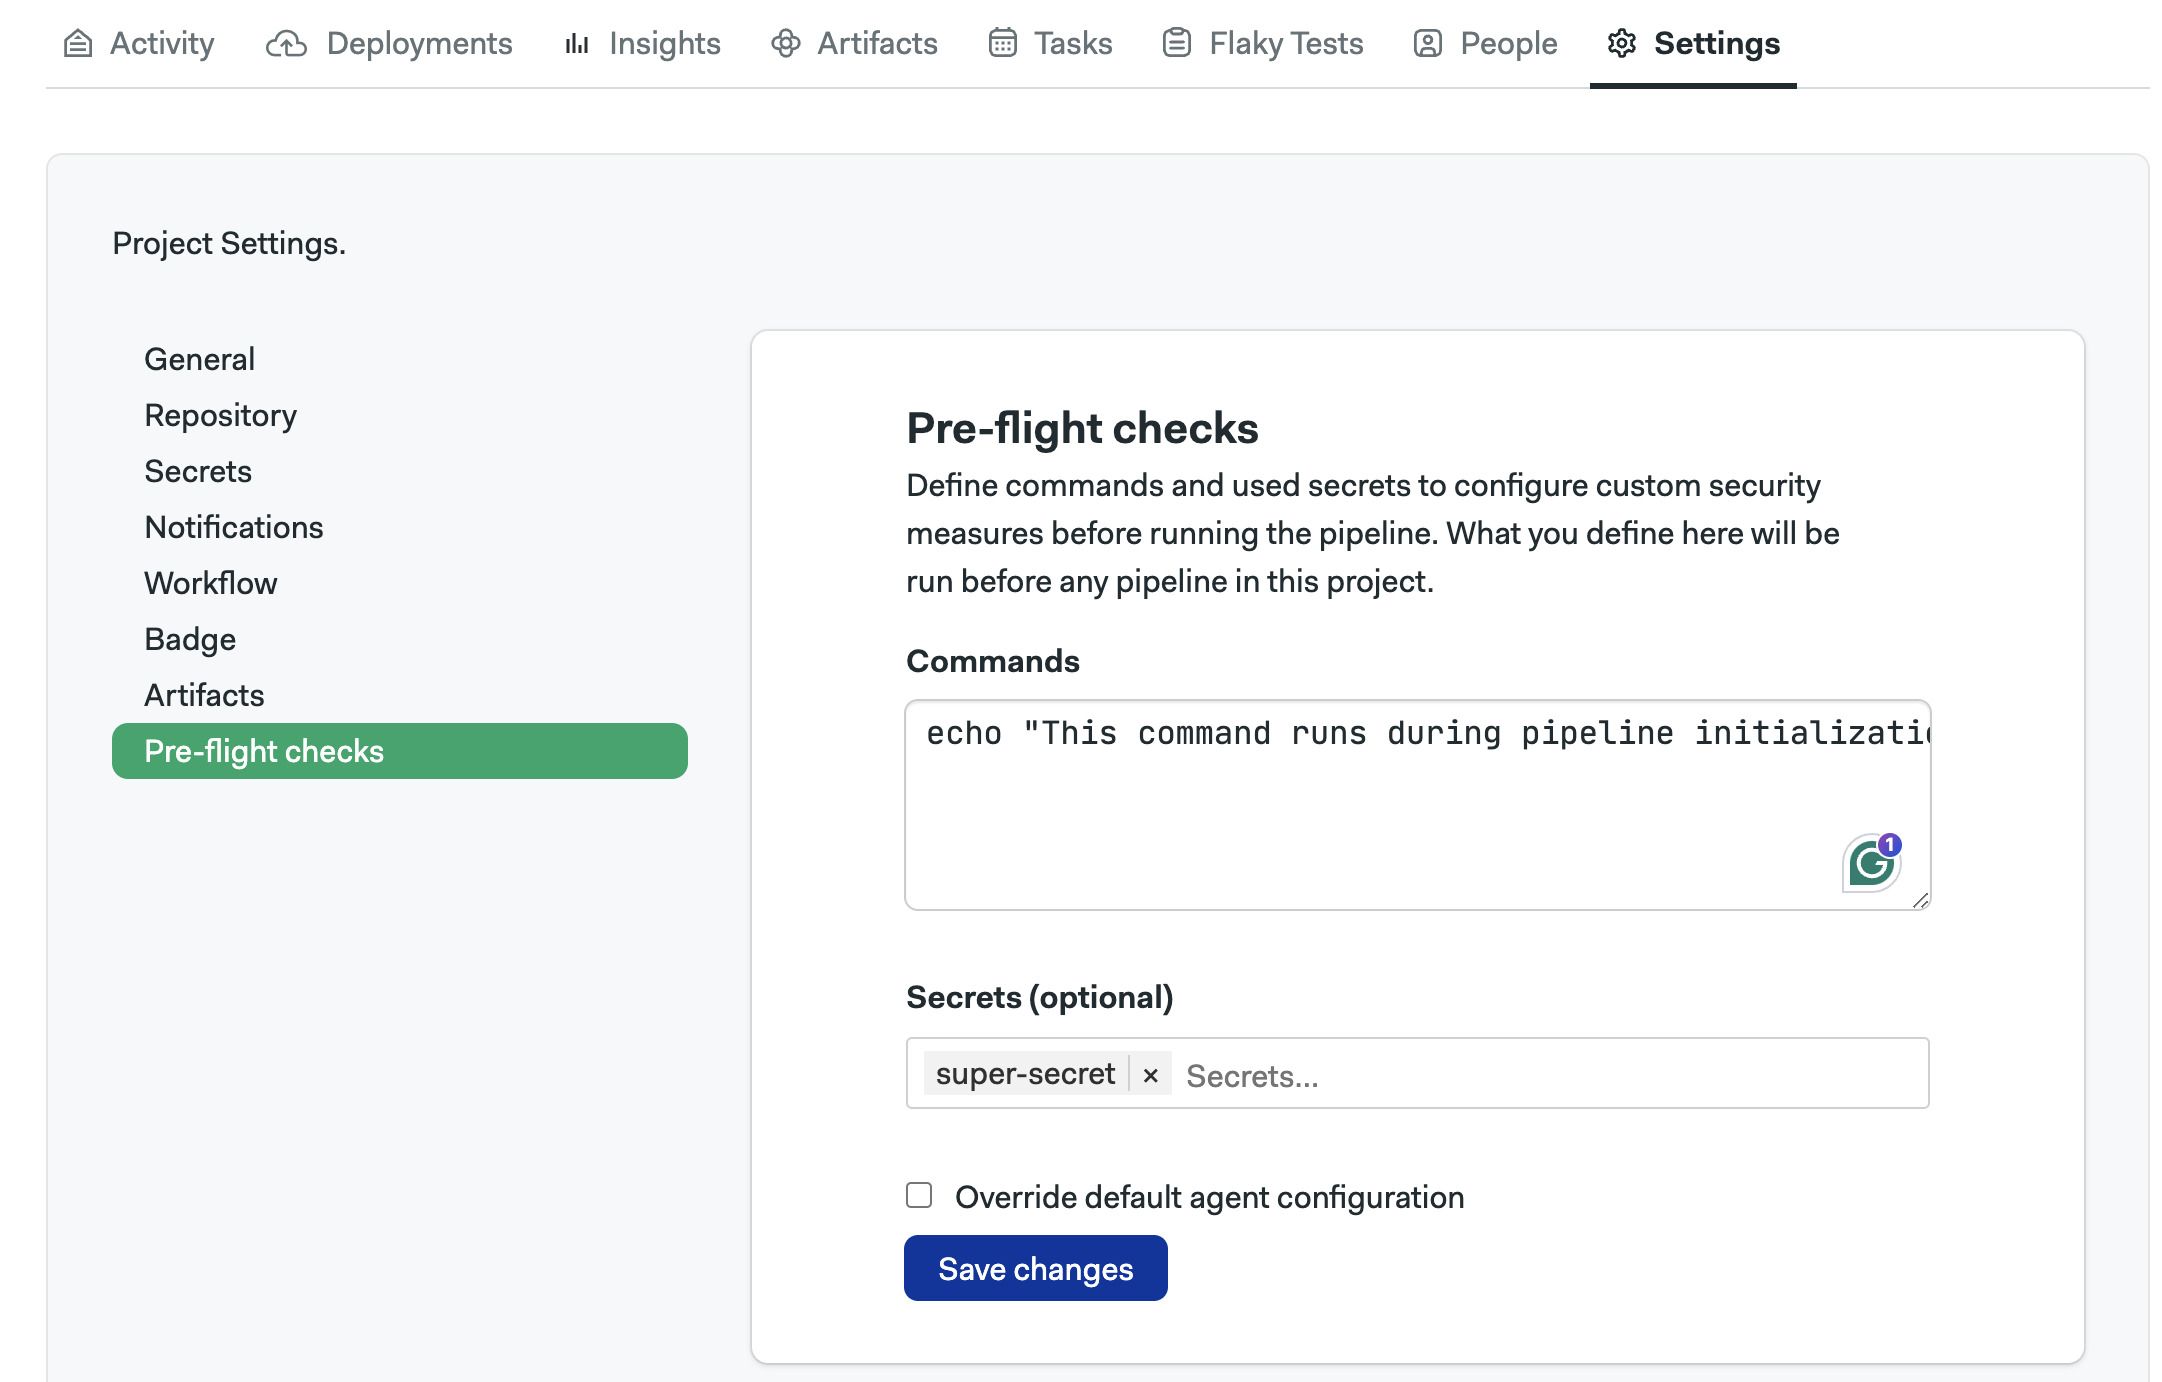 Activity Deployments Insights Artifacts Tasks Flaky Tests People Settings
Project Settings.
General
Repository
Secrets
Notifications
Workflow
Badge
Artifacts
Pre-flight checks
Pre-flight checks
Define commands and used secrets to configure custom security
measures before running the pipeline. What you define here will be
run before any pipeline in this project.
Commands
echo "This command runs during pipeline initializatio
1
Secrets (optional)
super-secret × Secrets...
Override default agent configuration
Save changes